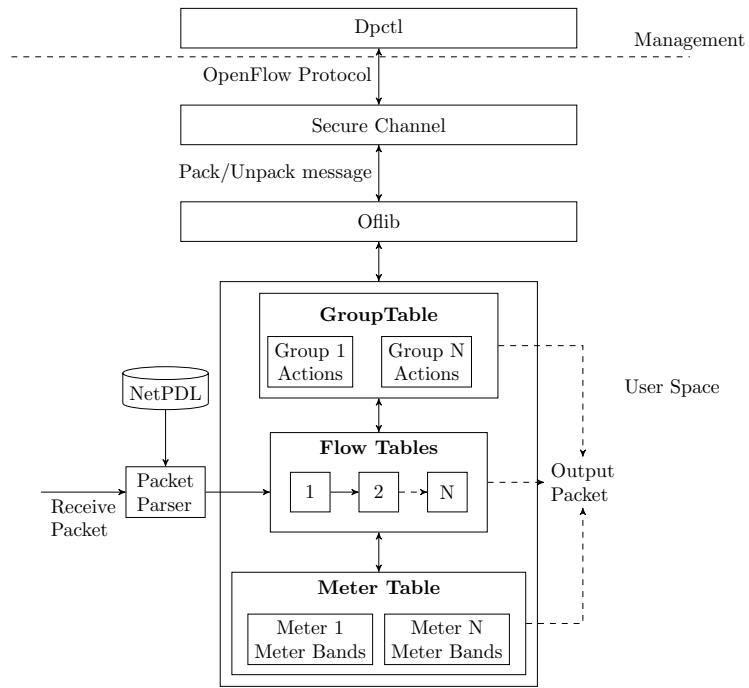 Dpctl
Management
OpenFlow Protocol
Secure Channel
Pack/Unpack message
Oflib
GroupTable
Group 1
Actions
Group N
Actions
User Space
NetPDL
Flow Tables
1
2
N
Packet
Parser
Receive
Packet
Output
Packet
Meter Table
Meter 1
Meter Bands
Meter N
Meter Bands